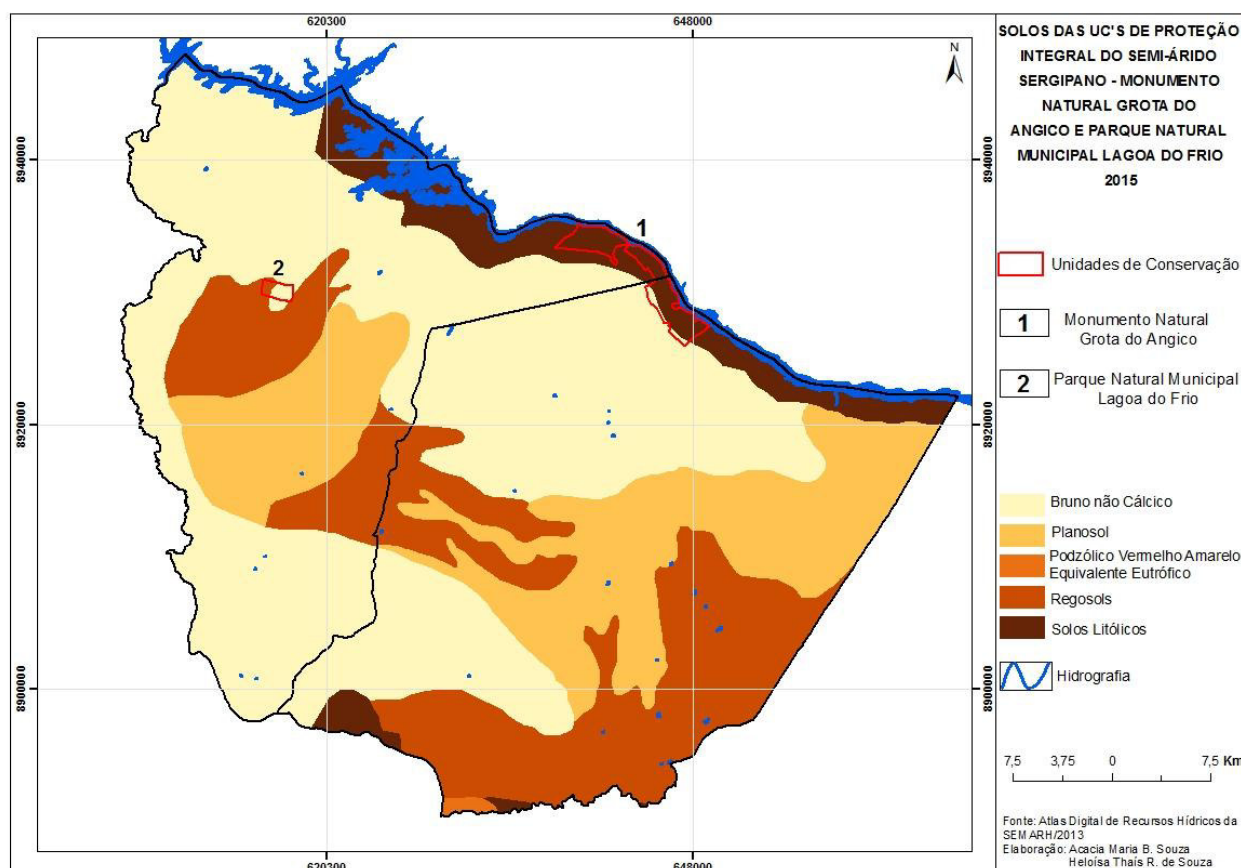 620300
648000
SOLOS DAS UC'S DE PROTEÇÃO
INTEGRAL DO SEMI-ÁRIDO
SERGIPANO - MONUMENTO
NATURAL GROTA DO
ANGICO E PARQUE NATURAL
MUNICIPAL LAGOA DO FRIO
2015
N
8940000
8940000
1
2
Unidades de Conservação
1
Monumento Natural
Grota do Angico
2
Parque Natural Municipal
Lagoa do Frio
8920000
8920000
Bruno não Cálcico
Planosol
Podzólico Vermelho Amarelo
Equivalente Eutrófico
Regosols
Solos Litólicos
Hidrografia
8900000
8900000
7,5 3,75 0 7,5 Km
Fonte: Atlas Digital de Recursos Hídricos da
SEMARH/2013
Elaboração: Acacia Maria B. Souza
Heloísa Thaís R. de Souza
620300
648000